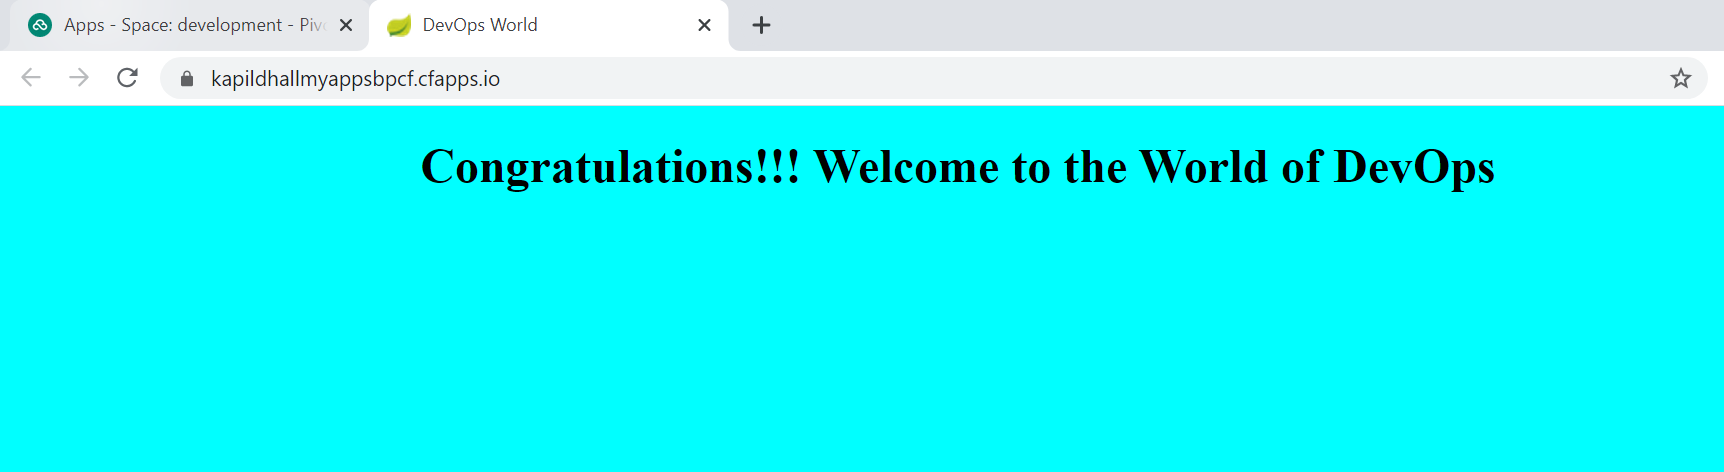 Apps - Space: development - Piv
DevOps World
kapildhallmyappsbpcf.cfapps.io
Congratulations!!! Welcome to the World of DevOps